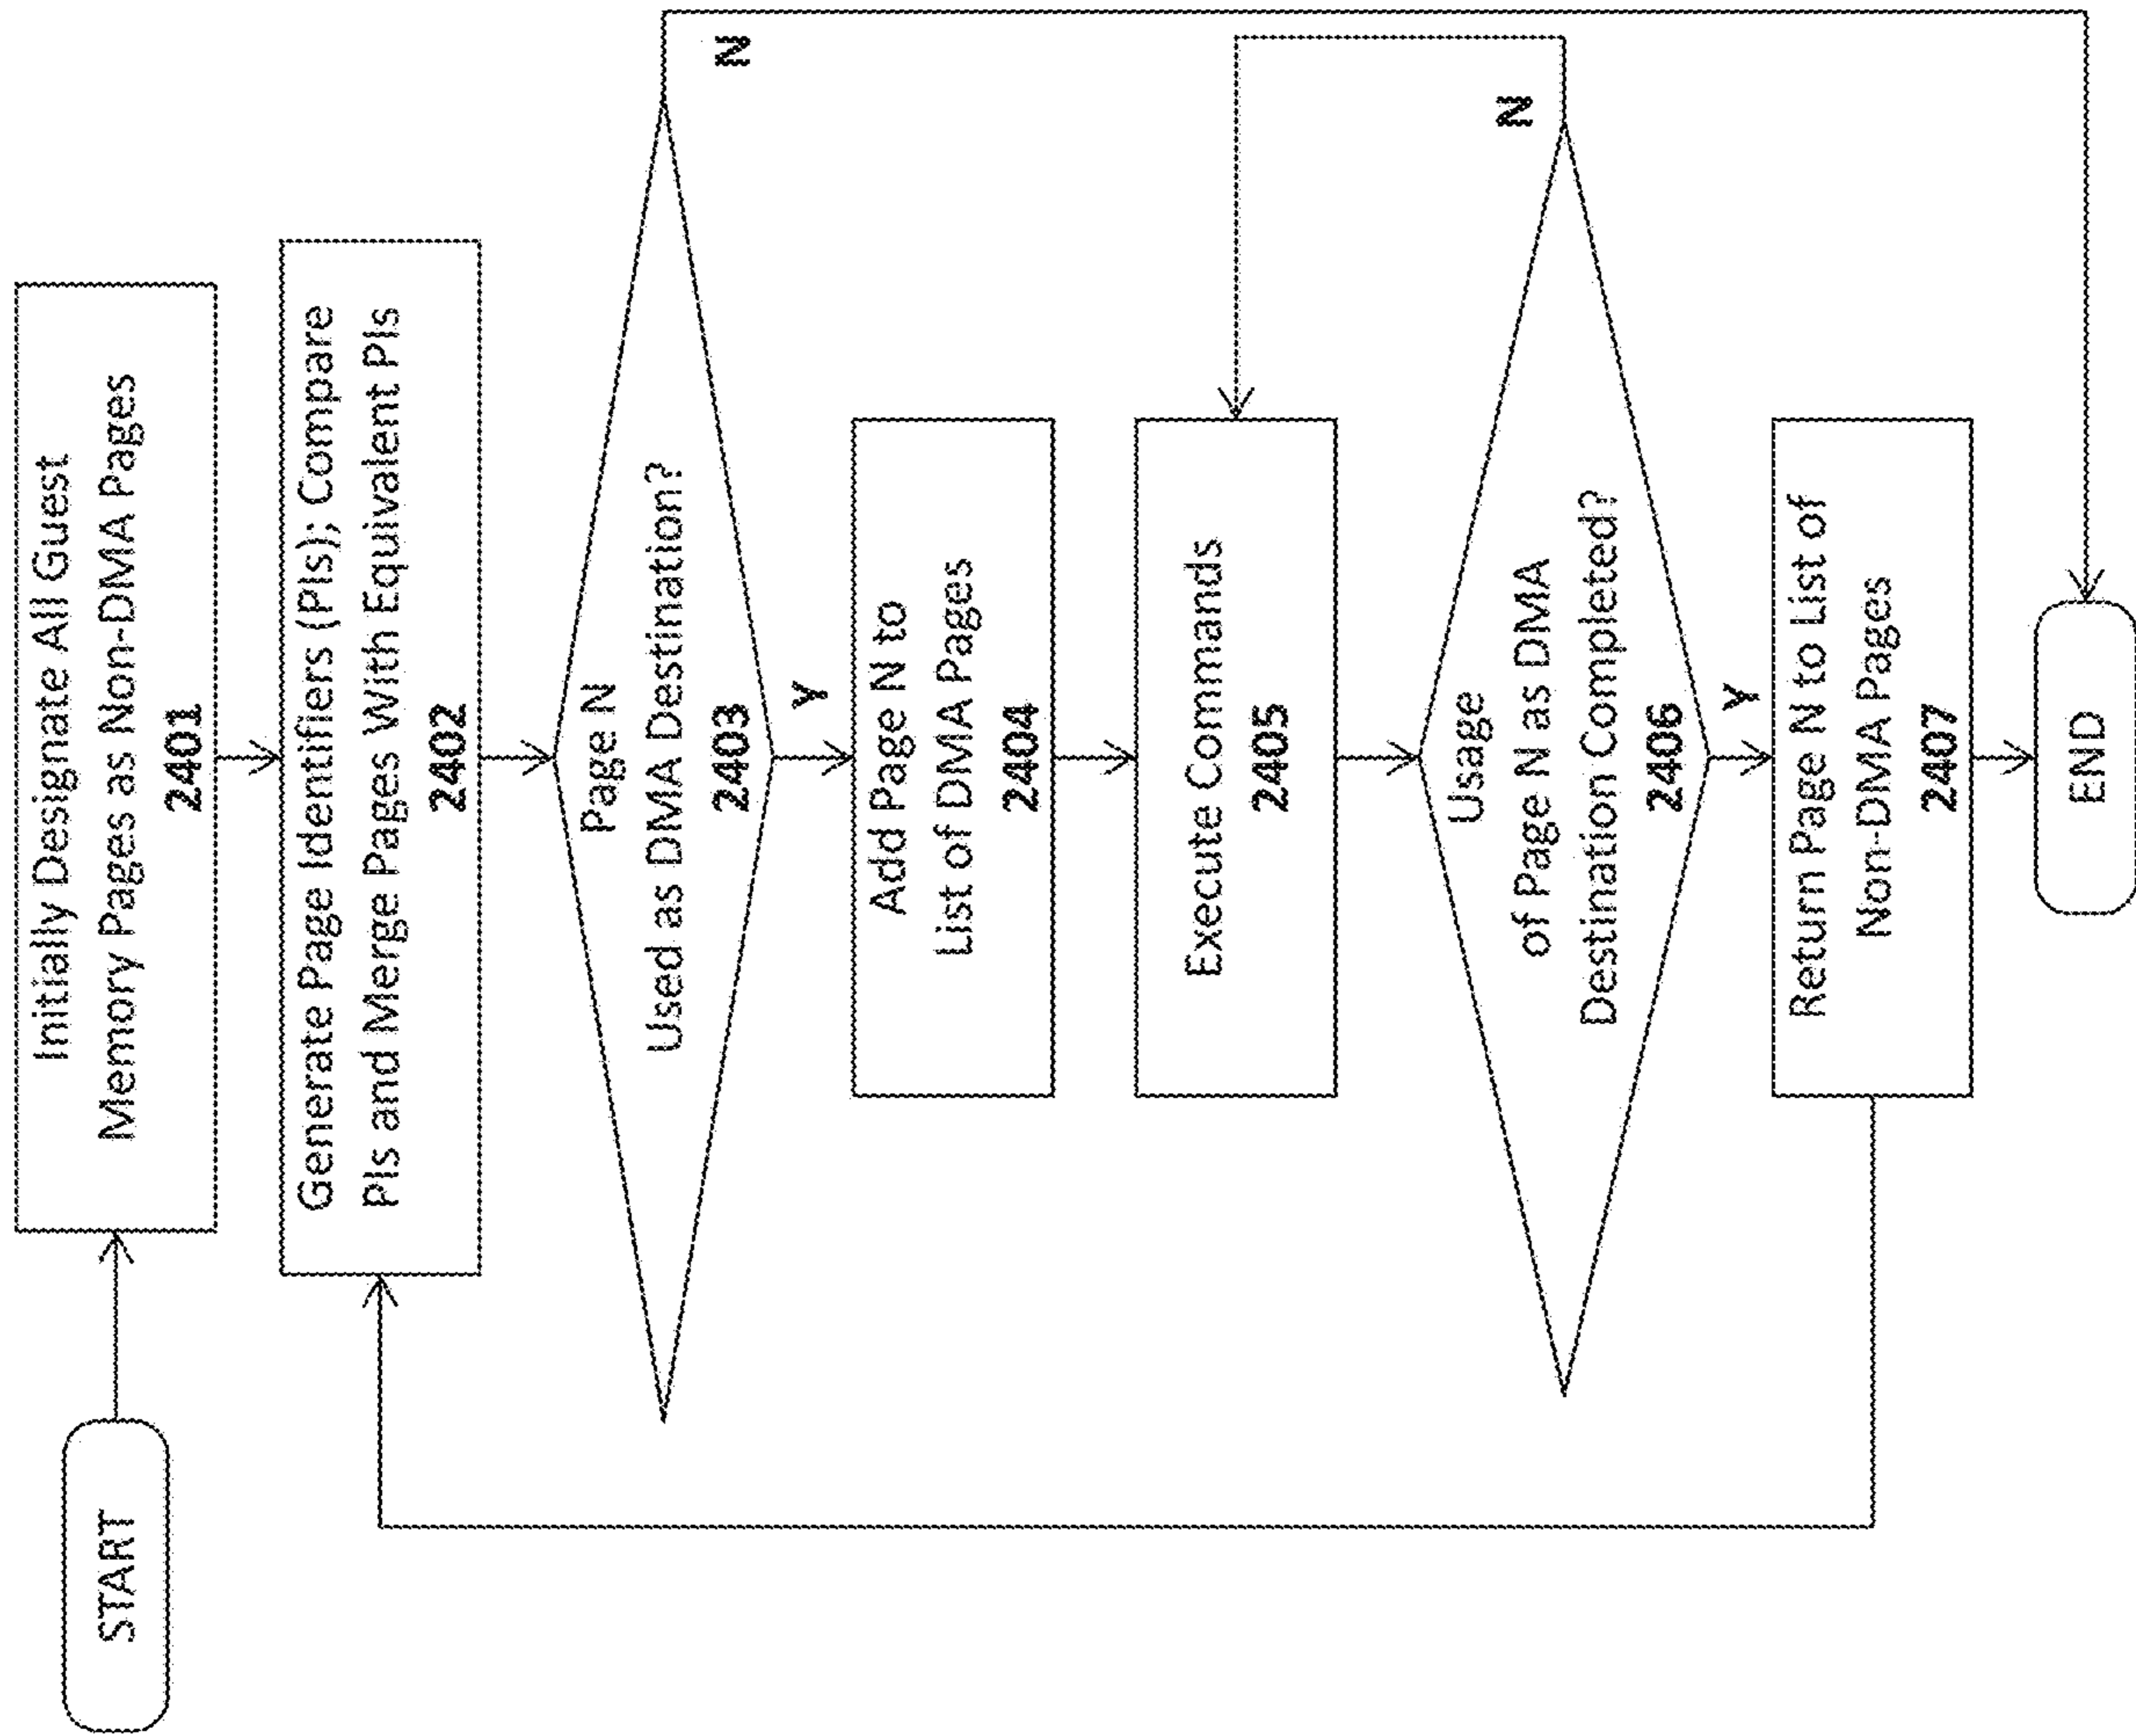 START
Initially Designate All Guest
Memory Pages as Non-DMA Pages
2401
Generate Page Identifiers (PIs); Compare
PIs and Merge Pages With Equivalent PIs
2402
Page N
Used as DMA Destination?
2403
N
Y
Add Page N to
List of DMA Pages
2404
Execute Commands
2405
Usage
of Page N as DMA
Destination Completed?
2406
N
Y
Return Page N to List of
Non-DMA Pages
2407
END